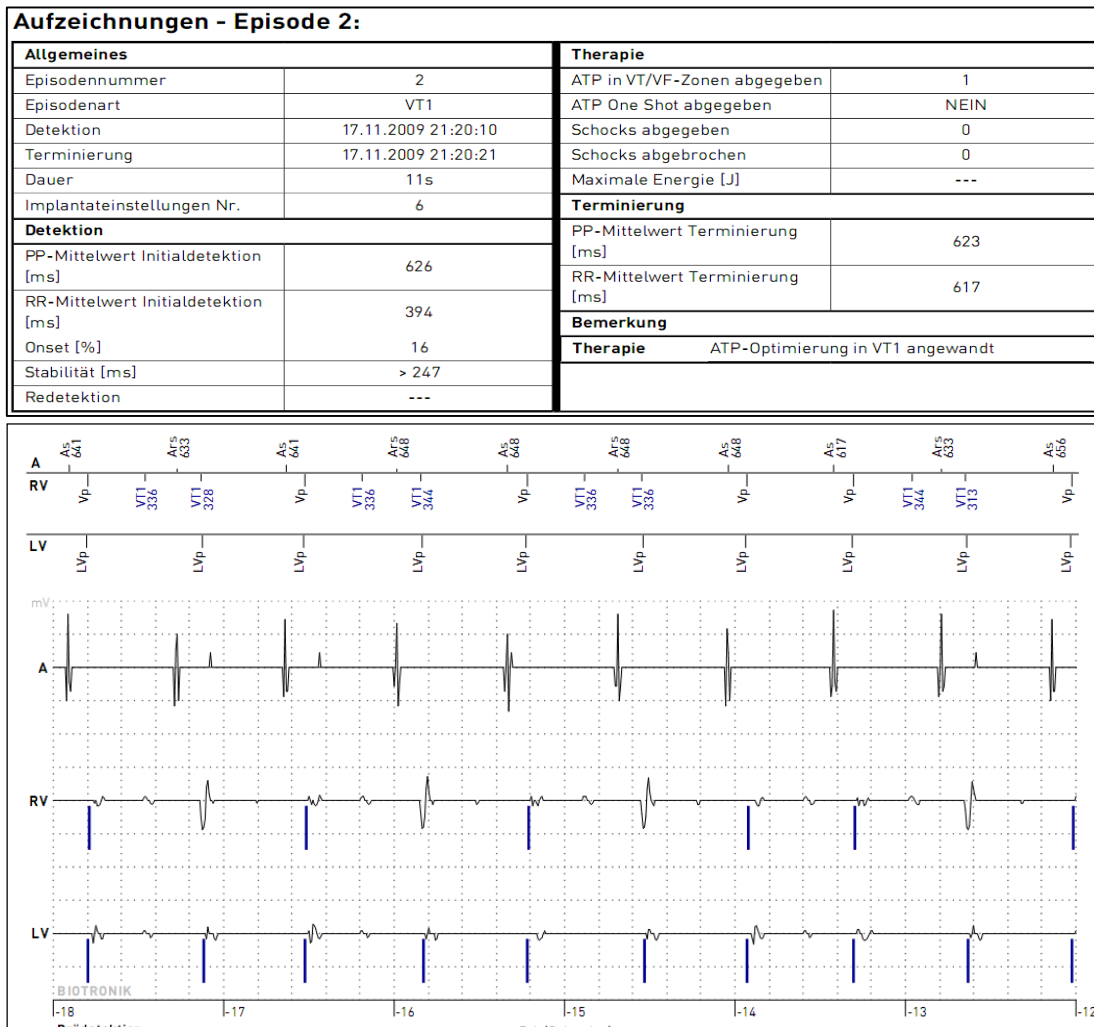 Aufzeichnungen - Episode 2:
Allgemeines
Episodennummer 2
Episodenart VT1
Detektion 17.11.2009 21:20:10
Terminierung 17.11.2009 21:20:21
Dauer 11s
Implantateinstellungen Nr. 6
Detektion
PP-Mittelwert Initialdetektion
[ms] 626
RR-Mittelwert Initialdetektion
[ms] 394
Onset [%] 16
Stabilität [ms] > 247
Redetektion ---
Therapie
ATP in VT/VF-Zonen abgegeben 1
ATP One Shot abgegeben NEIN
Schocks abgegeben 0
Schocks abgebrochen 0
Maximale Energie [J] ---
Terminierung
PP-Mittelwert Terminierung
[ms] 623
RR-Mittelwert Terminierung
[ms] 617
Bemerkung
Therapie ATP-Optimierung in VT1 angewandt
A As 641 Ars 633 As 641 Ars 648 As 648 Ars 648 As 648 As 617 Ars 633 As 656
RV Vp VT1 336 VT1 328 Vp VT1 336 VT1 344 Vp VT1 336 VT1 336 Vp Vp VT1 344 VT1 313 Vp
LV LVp LVp LVp LVp LVp LVp LVp LVp LVp LVp
mV
A
RV
LV
BIOTRONIK
-18 -17 -16 -15 -14 -13 -12